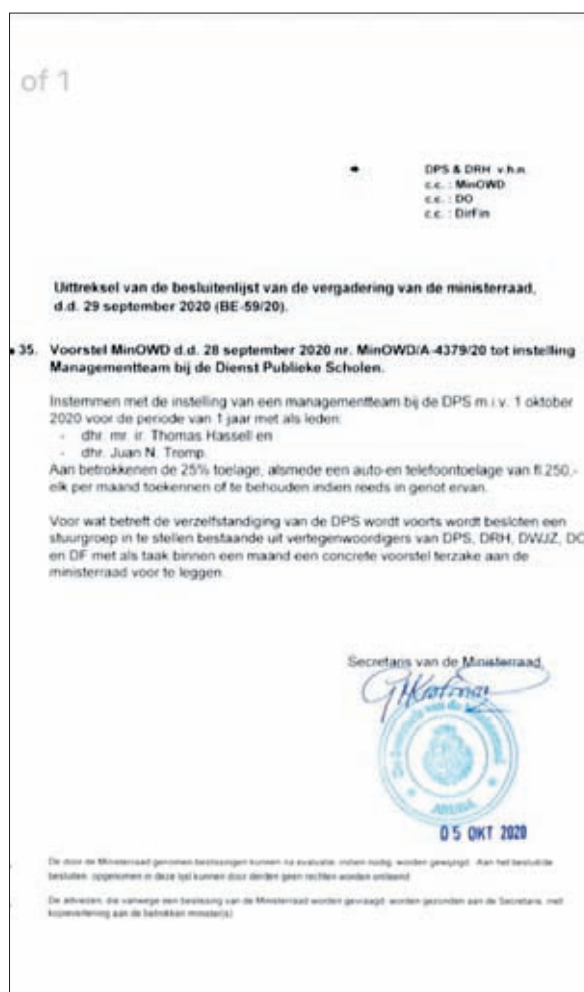 of 1
DPS & DRH v.h.n.
c.c. : MinOWD
c.c. : DO
c.c. : DirFin
Uittreksel van de besluitenlijst van de vergadering van de ministerraad,
d.d. 29 september 2020 (BE-59/20).
35. Voorstel MinOWD d.d. 28 september 2020 nr. MinOWD/A-4379/20 tot instelling
Managementteam bij de Dienst Publieke Scholen.
Instemmen met de instelling van een managementteam bij de DPS m.i.v. 1 oktober
2020 voor de periode van 1 jaar met als leden:
- dhr. mr. ir. Thomas Hassell en
- dhr. Juan N. Tromp.
Aan betrokkenen de 25% toelage, alsmede een auto-en telefoontoelage van fl 250,-
elk per maand toekennen of te behouden indien reeds in genot ervan.
Voor wat betreft de verzelfstandiging van de DPS wordt voorts wordt besloten een
stuurgroep in te stellen bestaande uit vertegenwoordigers van DPS, DRH, DWJZ, DO
en DF met als taak binnen een maand een concrete voorstel terzake aan de
ministerraad voor te leggen.
Secretaris van de Ministerraad,
ARUBA
05 OKT 2020
De door de Ministerraad genomen beslissingen kunnen na evaluatie, indien nodig, worden gewijzigd. Aan het besluit/de
besluiten, opgenomen in deze lijst kunnen door derden geen rechten worden ontleend
De adviezen, die vanwege een beslissing van de Ministerraad worden gevraagd, worden gezonden aan de Secretaris, met
kopieverlening aan de betrokken minister(s)